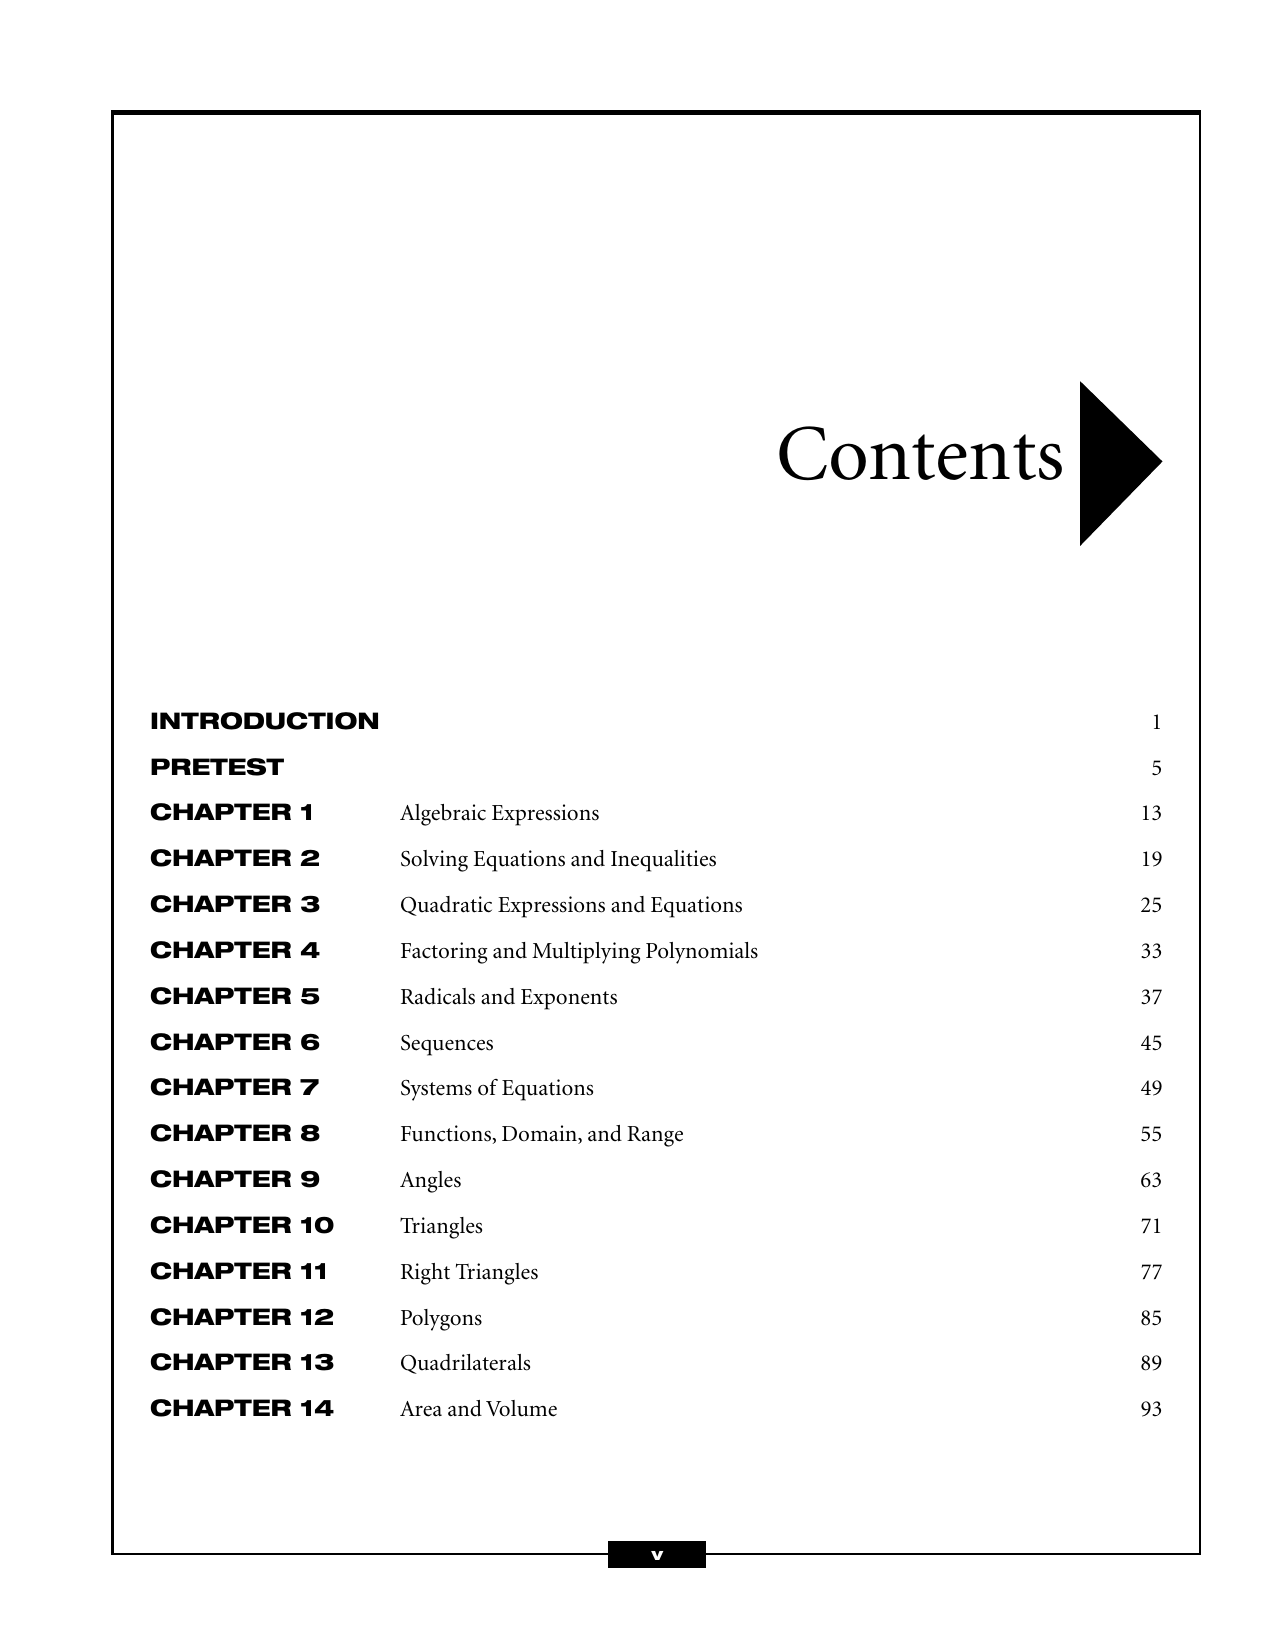 Contents
INTRODUCTION 1
PRETEST 5
CHAPTER 1 Algebraic Expressions 13
CHAPTER 2 Solving Equations and Inequalities 19
CHAPTER 3 Quadratic Expressions and Equations 25
CHAPTER 4 Factoring and Multiplying Polynomials 33
CHAPTER 5 Radicals and Exponents 37
CHAPTER 6 Sequences 45
CHAPTER 7 Systems of Equations 49
CHAPTER 8 Functions, Domain, and Range 55
CHAPTER 9 Angles 63
CHAPTER 10 Triangles 71
CHAPTER 11 Right Triangles 77
CHAPTER 12 Polygons 85
CHAPTER 13 Quadrilaterals 89
CHAPTER 14 Area and Volume 93
v